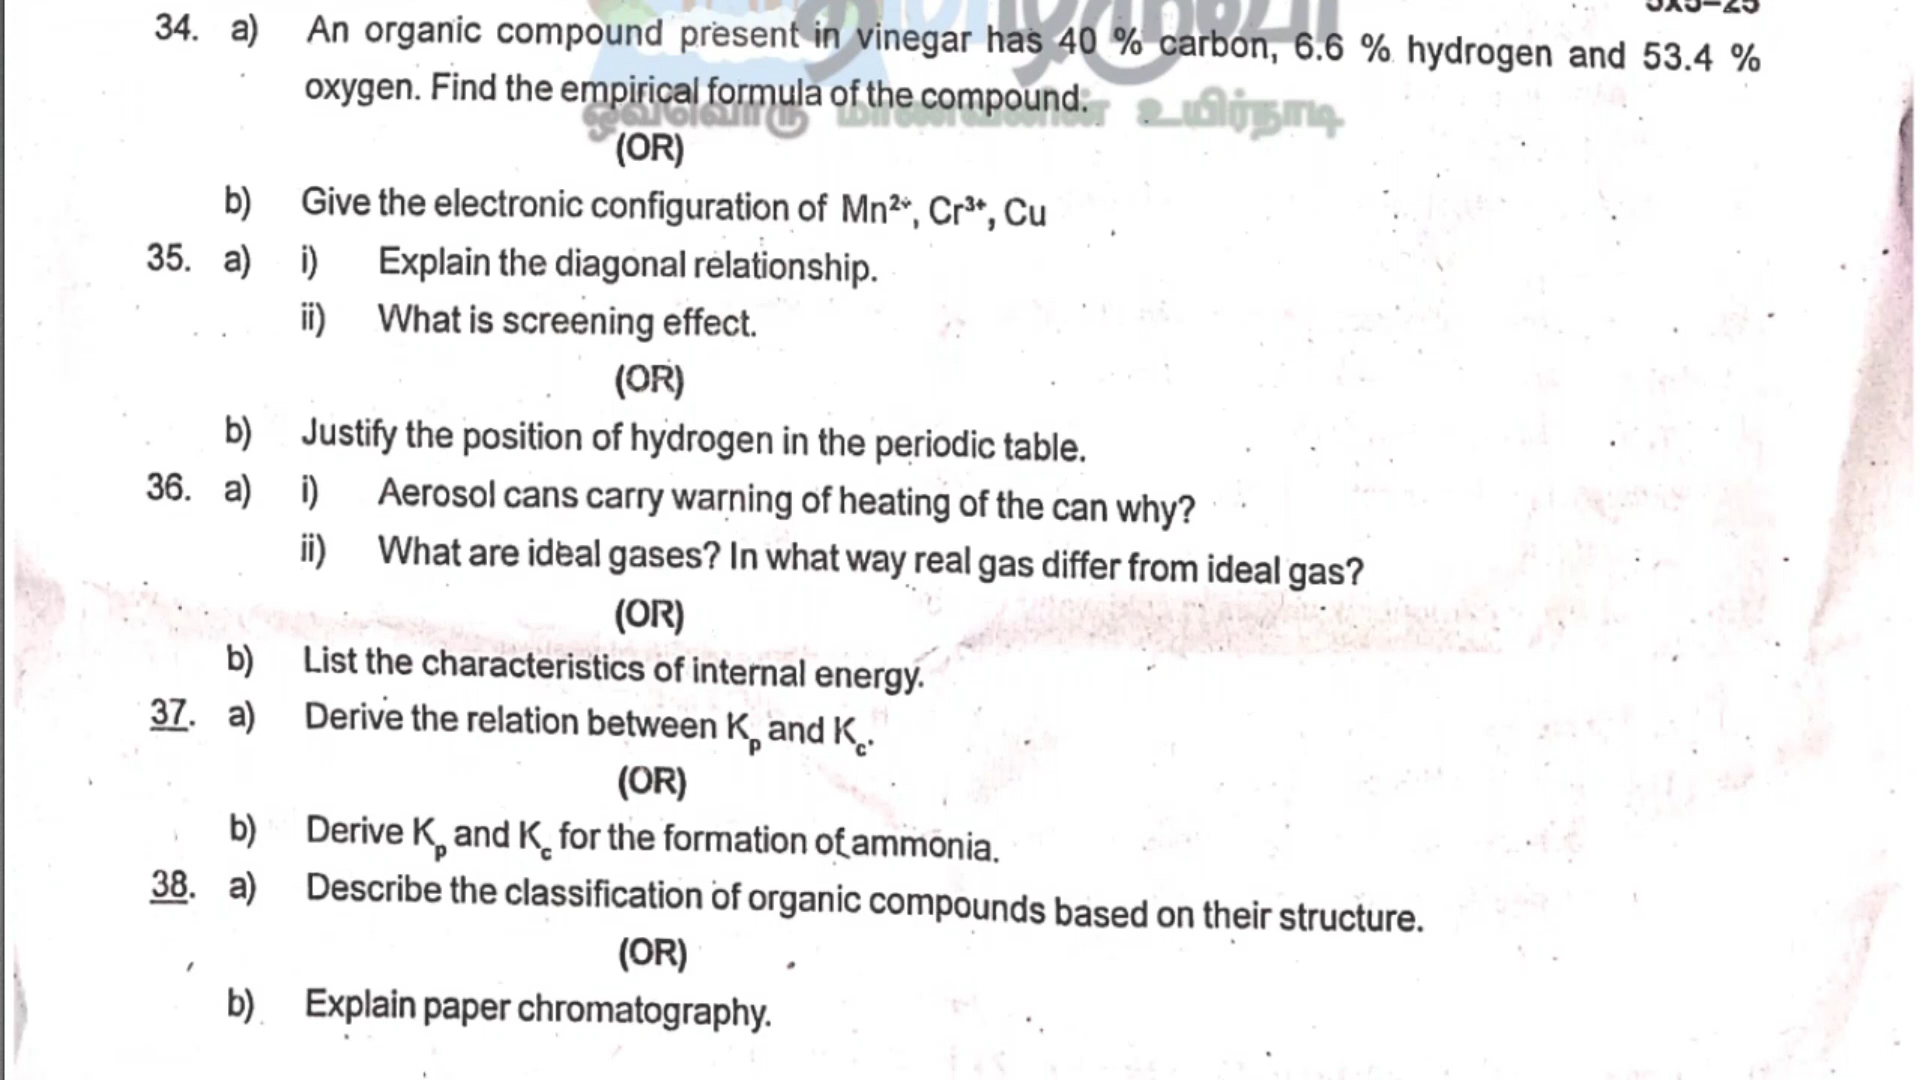 5x5=25
34. a) An organic compound present in vinegar has 40 % carbon, 6.6 % hydrogen and 53.4 %
oxygen. Find the empirical formula of the compound.
ஒவ்வொரு மாணவனின் உயிர்நாடி
(OR)
b) Give the electronic configuration of Mn²⁺, Cr³⁺, Cu
35. a) i) Explain the diagonal relationship.
ii) What is screening effect.
(OR)
b) Justify the position of hydrogen in the periodic table.
36. a) i) Aerosol cans carry warning of heating of the can why?
ii) What are ideal gases? In what way real gas differ from ideal gas?
(OR)
b) List the characteristics of internal energy.
37. a) Derive the relation between Kₚ and K꜀.
(OR)
b) Derive Kₚ and K꜀ for the formation of ammonia.
38. a) Describe the classification of organic compounds based on their structure.
(OR)
b) Explain paper chromatography.